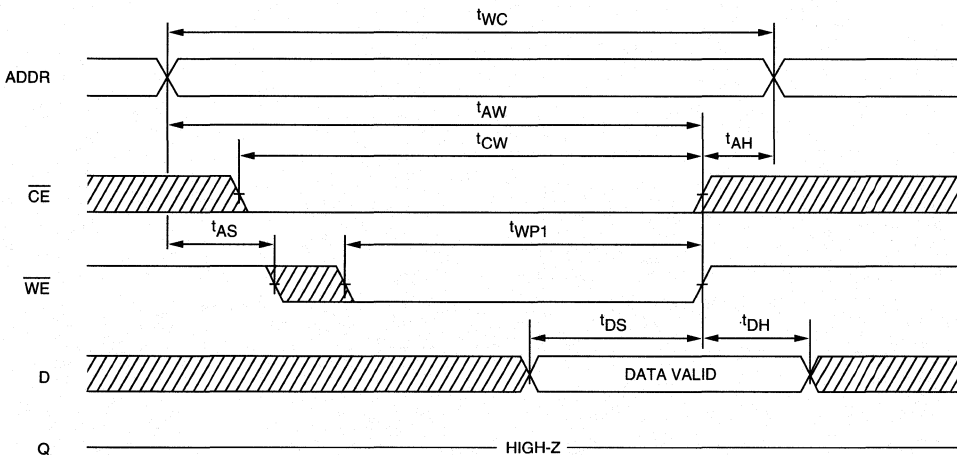 tWC
ADDR
tAW
tCW
tAH
CE
tAS
tWP1
WE
tDS
tDH
D
DATA VALID
Q
HIGH-Z